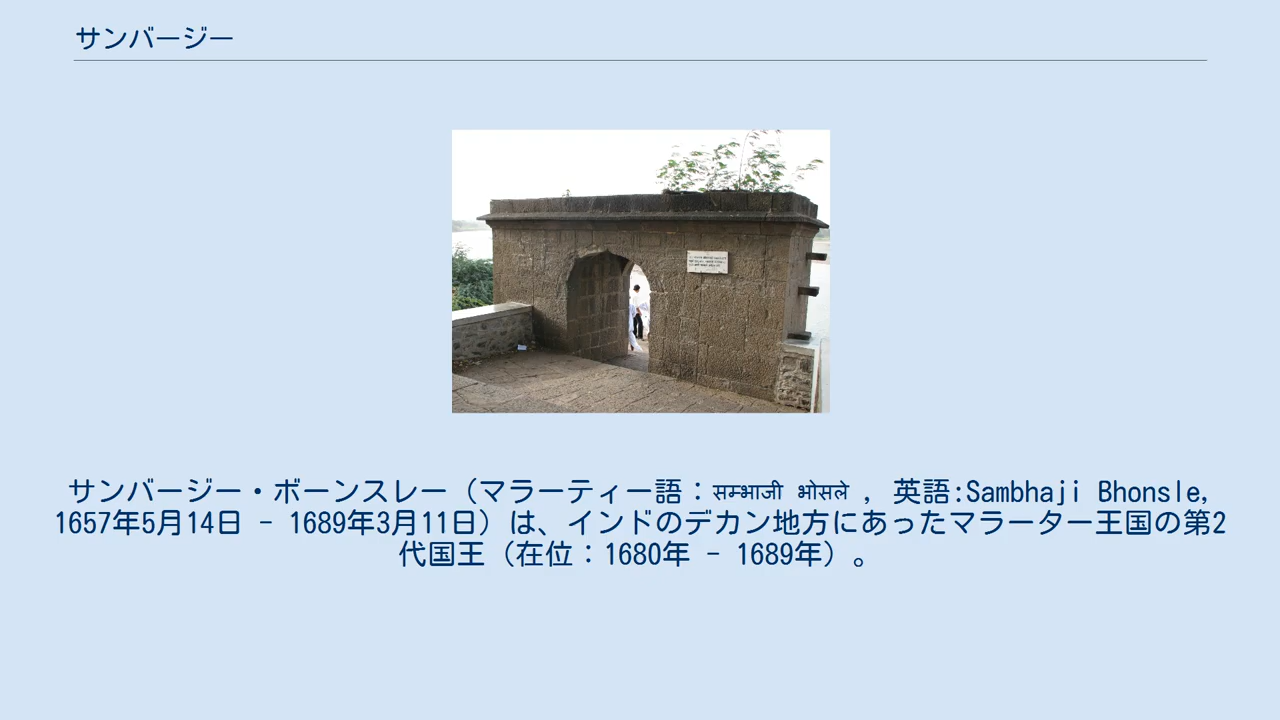 サンバージー
サンバージー・ボーンスレー（マラーティー語：सम्भाजी भोसले , 英語:Sambhaji Bhonsle,
1657年5月14日 - 1689年3月11日）は、インドのデカン地方にあったマラーター王国の第2
代国王（在位：1680年 - 1689年）。